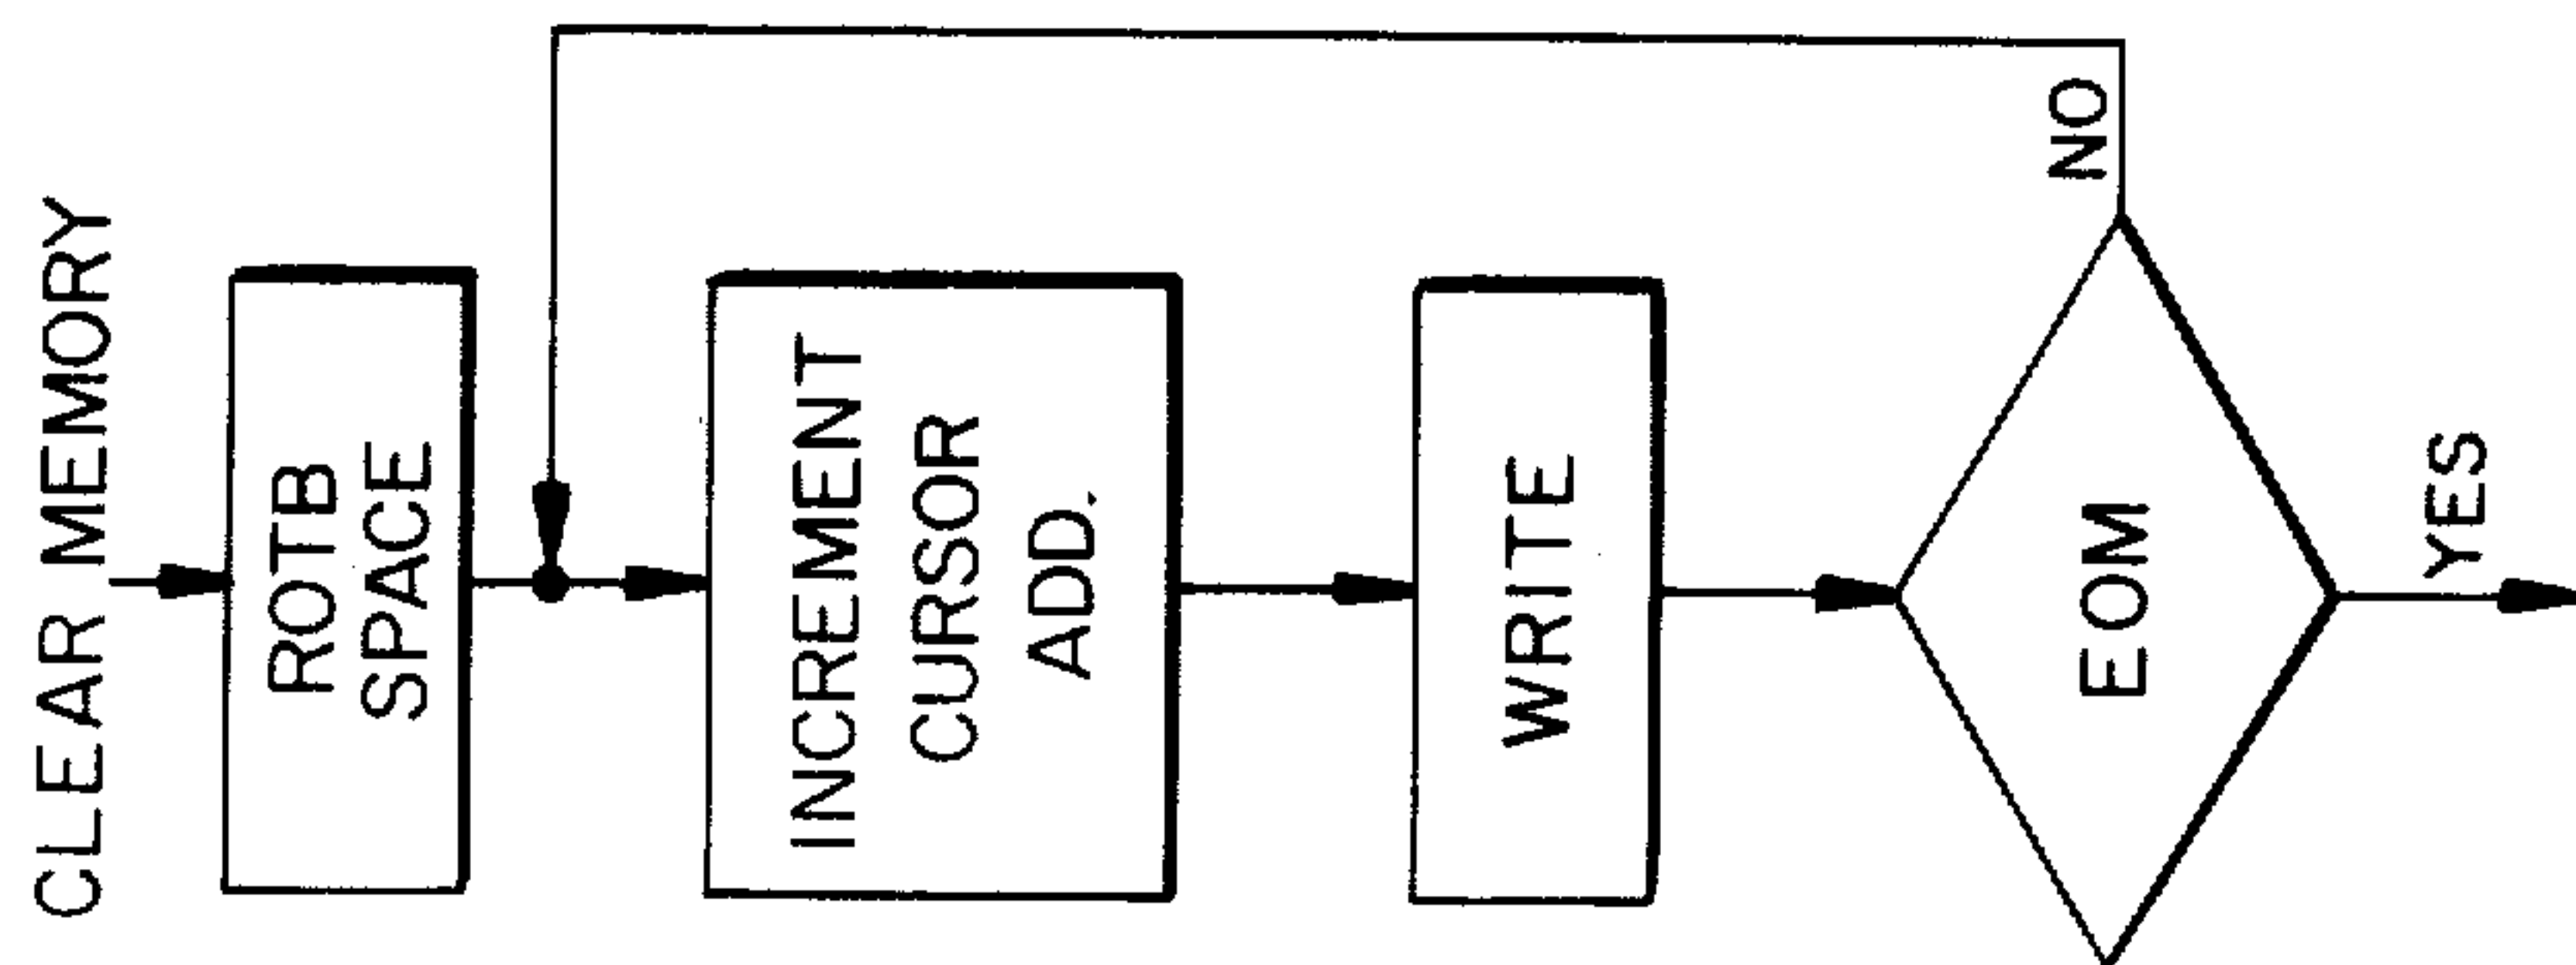 CLEAR MEMORY
ROTB
SPACE
INCREMENT
CURSOR
ADD.
WRITE
EOM
NO
YES